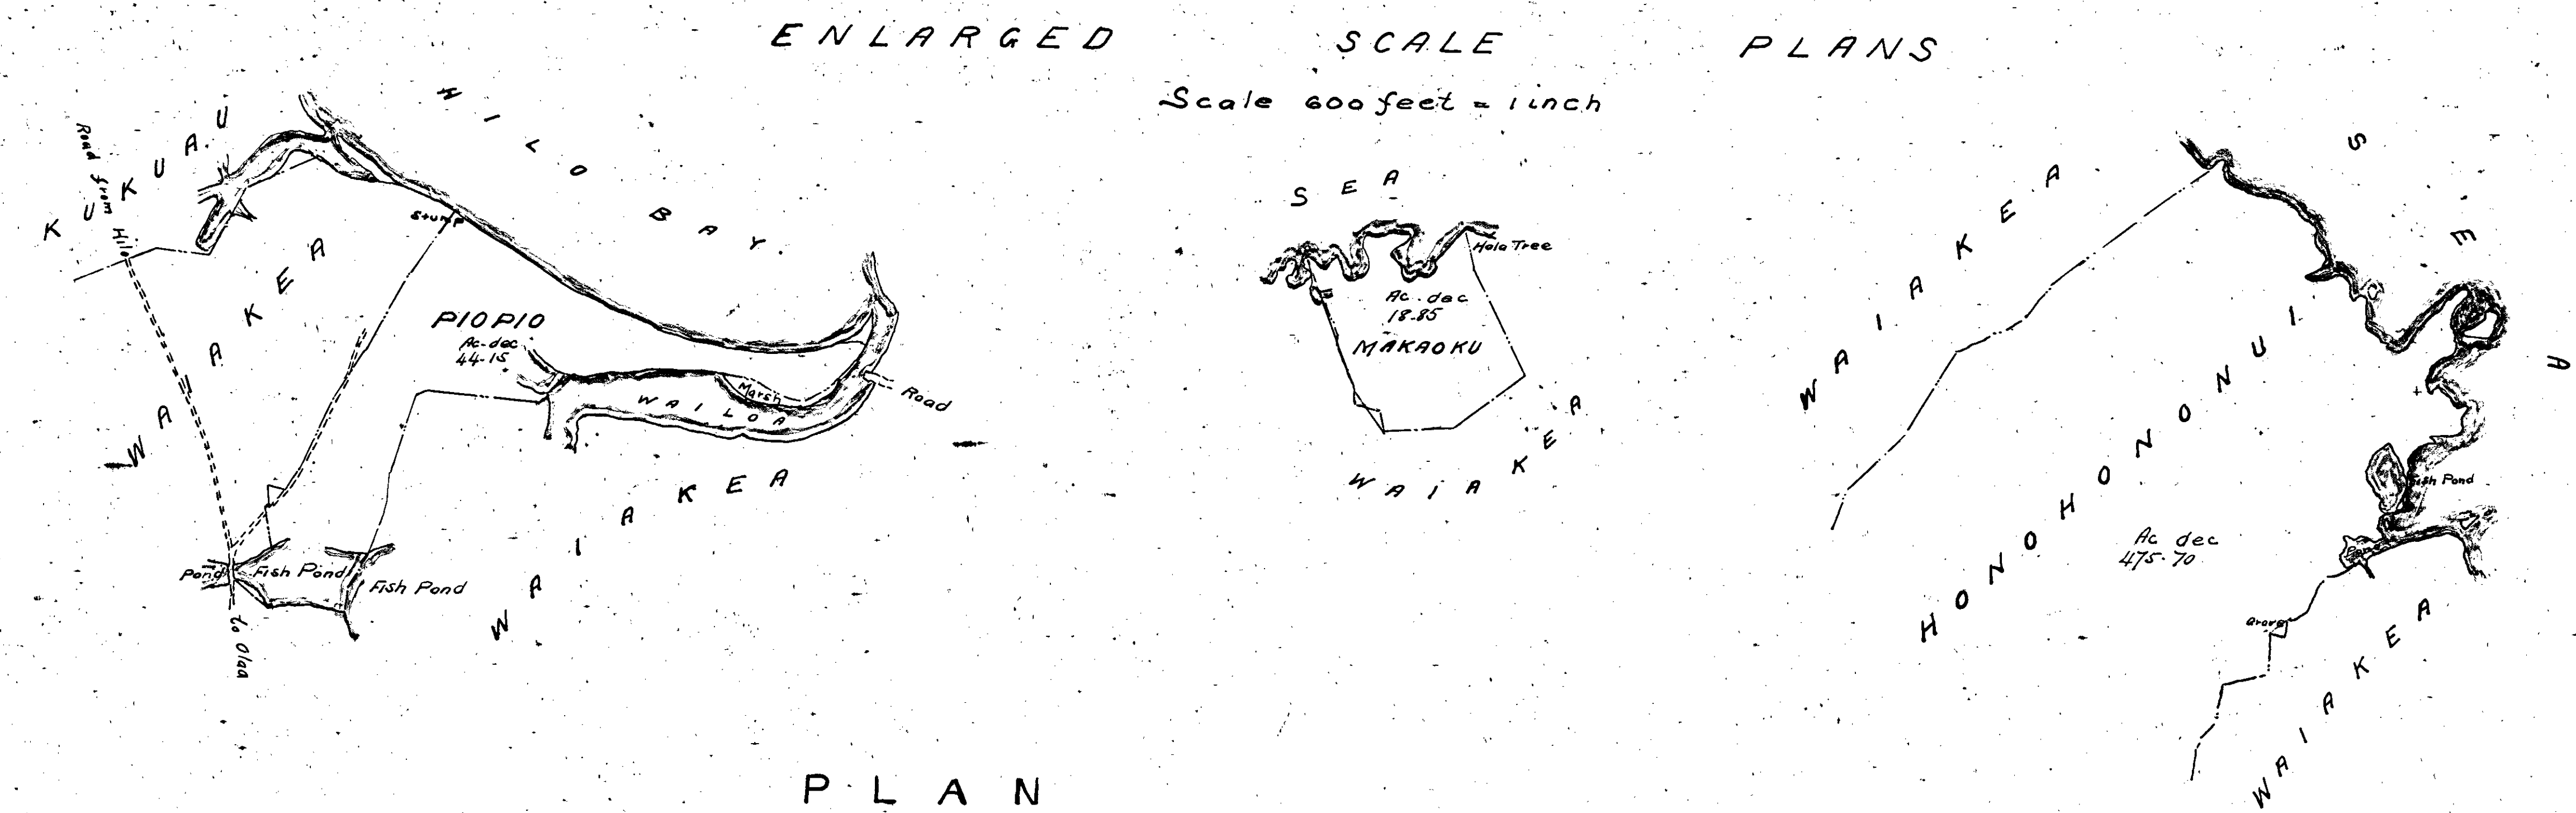 ENLARGED SCALE PLANS
Scale 600 feet = 1 inch
HILO BAY
KUKUAU
Road from Hilo
WAIAKEA
Stump
PIOPIO
Ac-dec
44-15
Marsh
WAILOA
Road
WAIAKEA
Pond
Fish Pond
Fish Pond
to Olaa
SEA
Hala Tree
Ac. dec
18.85
MAKAOKU
WAIAKEA
SEA
WAIAKEA
HONOHONONUI
Fish Pond
Ac dec
475.70
Pond
WAIAKEA
PLAN